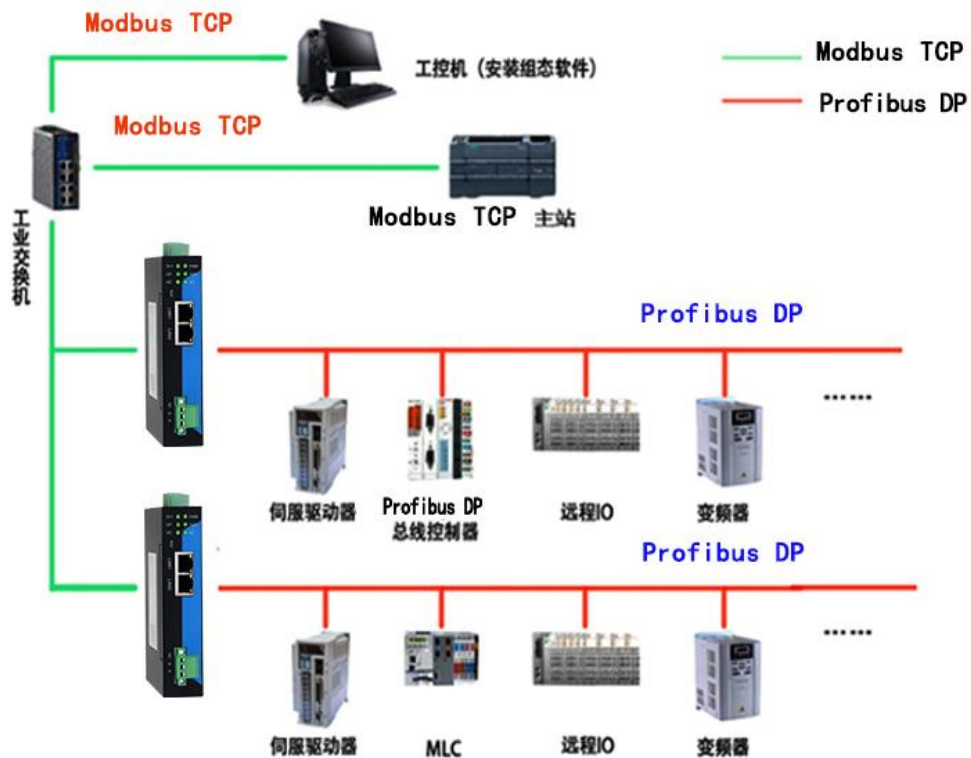 Modbus TCP
工控机（安装组态软件）
Modbus TCP
Profibus DP
Modbus TCP
Modbus TCP 主站
工业交换机
Profibus DP
……
伺服驱动器
Profibus DP
总线控制器
远程IO
变频器
Profibus DP
……
伺服驱动器
MLC
远程IO
变频器